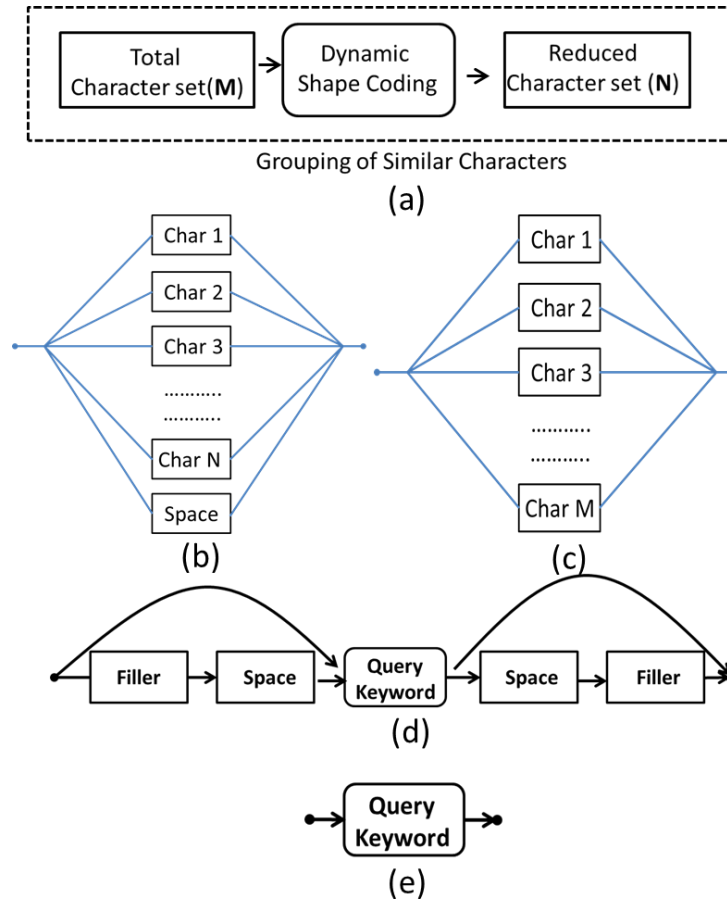 Total
Character set(M)
Dynamic
Shape Coding
Reduced
Character set (N)
Grouping of Similar Characters
(a)
Char 1
Char 2
Char 3
...........
...........
Char N
Space
(b)
Char 1
Char 2
Char 3
...........
...........
Char M
(c)
Filler
Space
Query
Keyword
Space
Filler
(d)
Query
Keyword
(e)